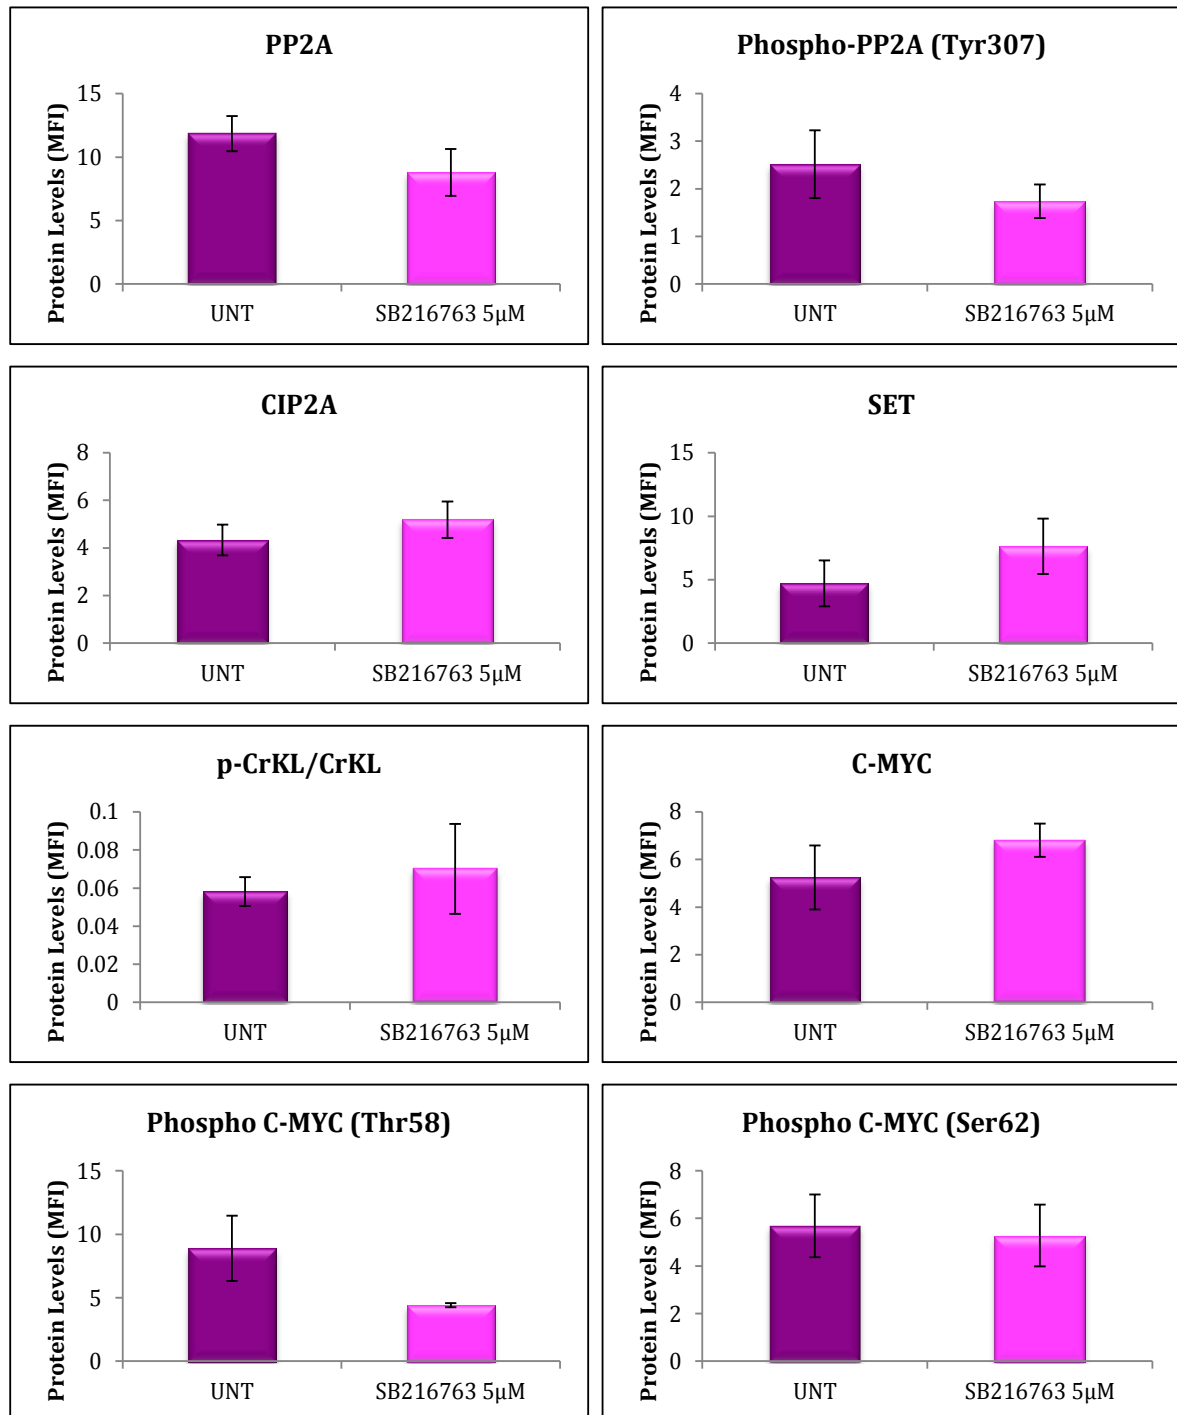 PP2A
Protein Levels (MFI)
15
10
5
0
UNT
SB216763 5μM
Phospho-PP2A (Tyr307)
Protein Levels (MFI)
4
3
2
1
0
UNT
SB216763 5μM
CIP2A
Protein Levels (MFI)
8
6
4
2
0
UNT
SB216763 5μM
SET
Protein Levels (MFI)
15
10
5
0
UNT
SB216763 5μM
p-CrKL/CrKL
Protein Levels (MFI)
0.1
0.08
0.06
0.04
0.02
0
UNT
SB216763 5μM
C-MYC
Protein Levels (MFI)
8
6
4
2
0
UNT
SB216763 5μM
Phospho C-MYC (Thr58)
Protein Levels (MFI)
15
10
5
0
UNT
SB216763 5μM
Phospho C-MYC (Ser62)
Protein Levels (MFI)
8
6
4
2
0
UNT
SB216763 5μM